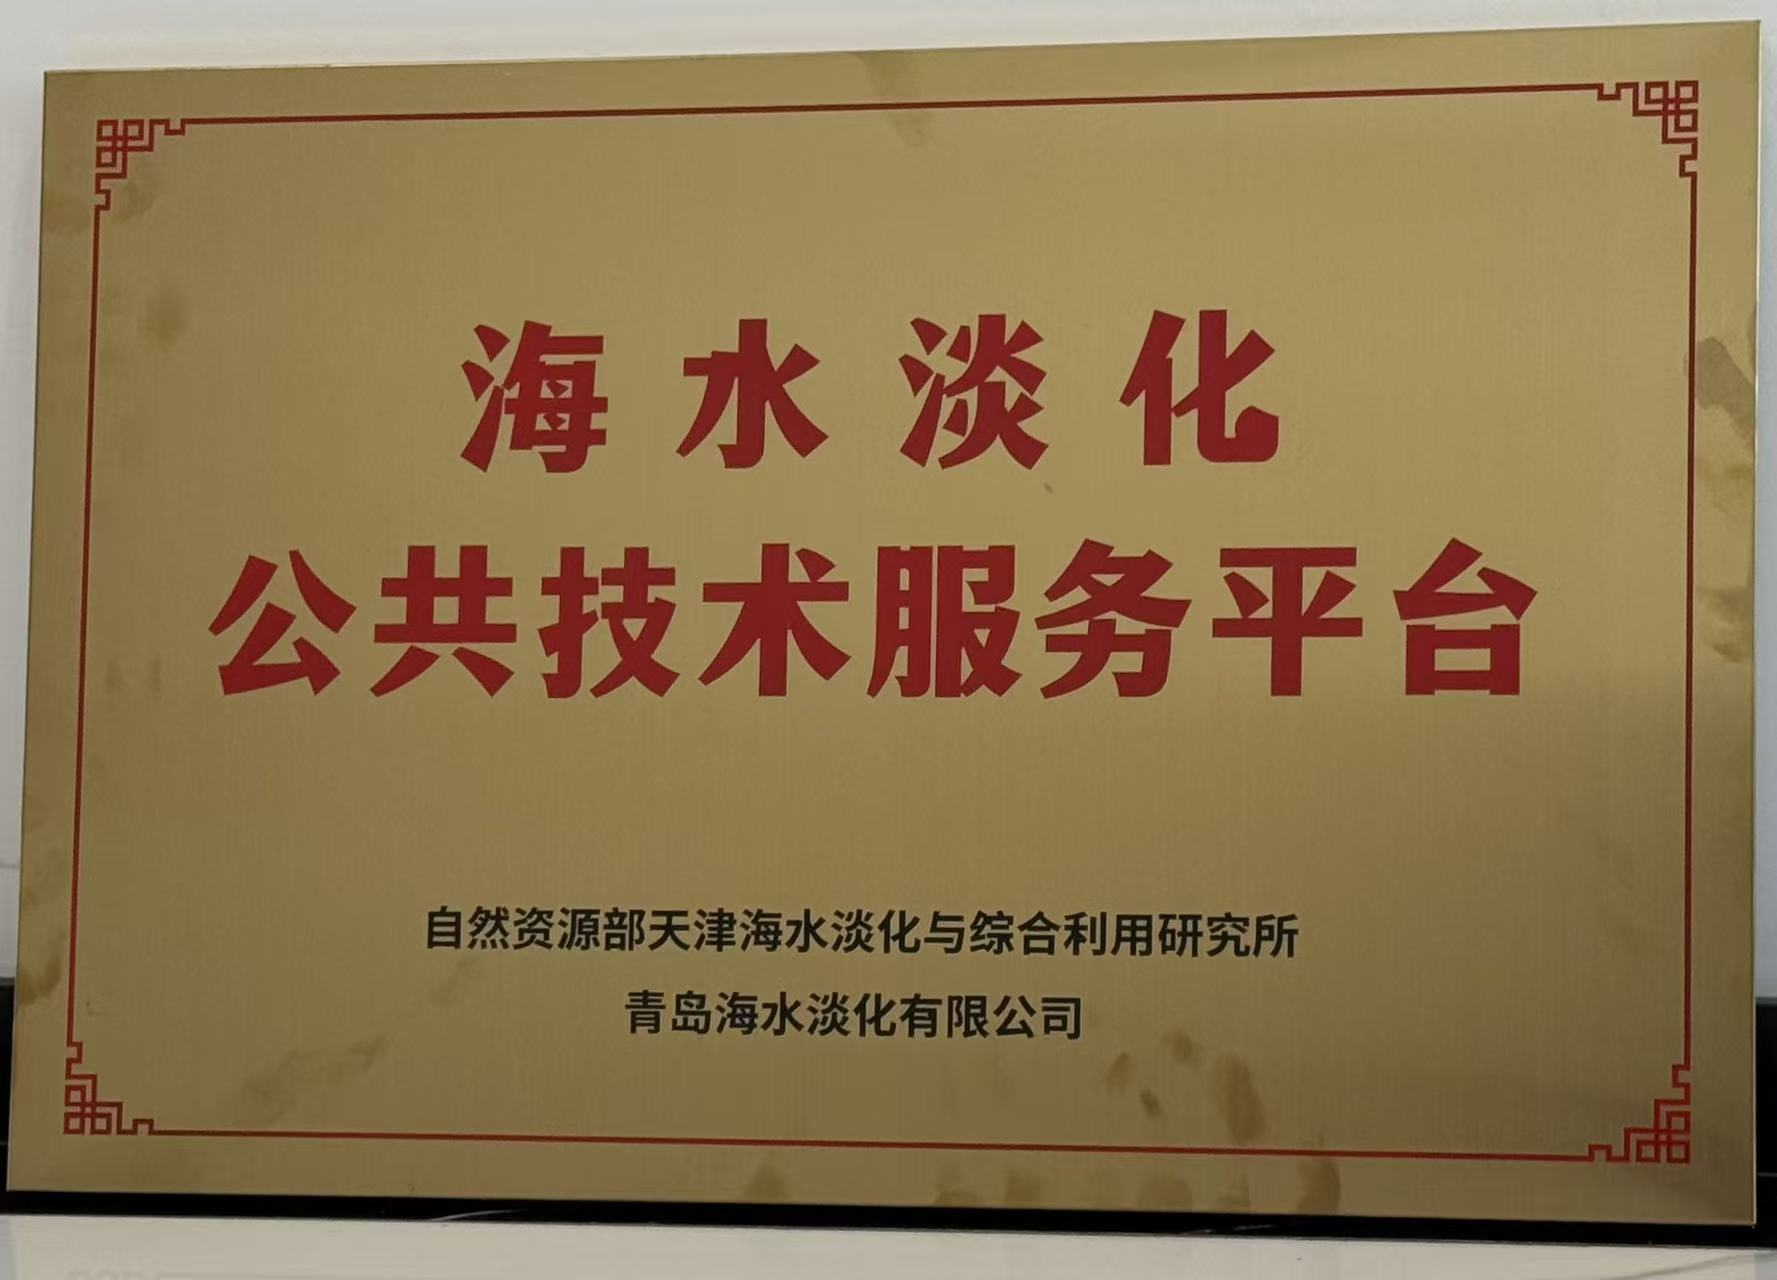 海水淡化
公共技术服务平台
自然资源部天津海水淡化与综合利用研究所
青岛海水淡化有限公司